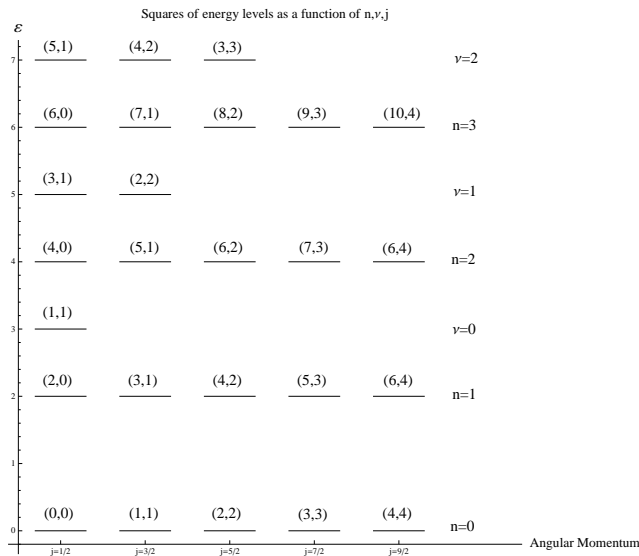 Squares of energy levels as a function of n,ν,j
ε
(5,1) (4,2) (3,3) ν=2
7
(6,0) (7,1) (8,2) (9,3) (10,4) n=3
6
(3,1) (2,2) ν=1
5
(4,0) (5,1) (6,2) (7,3) (6,4) n=2
4
(1,1) ν=0
3
(2,0) (3,1) (4,2) (5,3) (6,4) n=1
2
1
(0,0) (1,1) (2,2) (3,3) (4,4) n=0
0
j=1/2 j=3/2 j=5/2 j=7/2 j=9/2 Angular Momentum